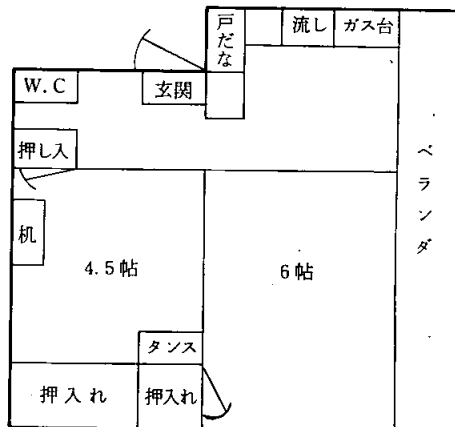 戸だな
流し
ガス台
W.C
玄関
押し入
ベランダ
机
4.5帖
6帖
タンス
押入れ
押入れ